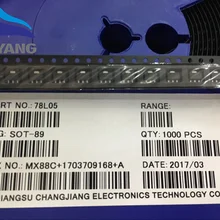 YANG
RT NO.: 78L05
RANGE:
G: SOT-89
QTY: 1000 PCS
NO.: MX88C+1703709168+A
DATE: 2017/03
JIANGSU CHANGJIANG ELECTRONICS TECHNOLOGY CO